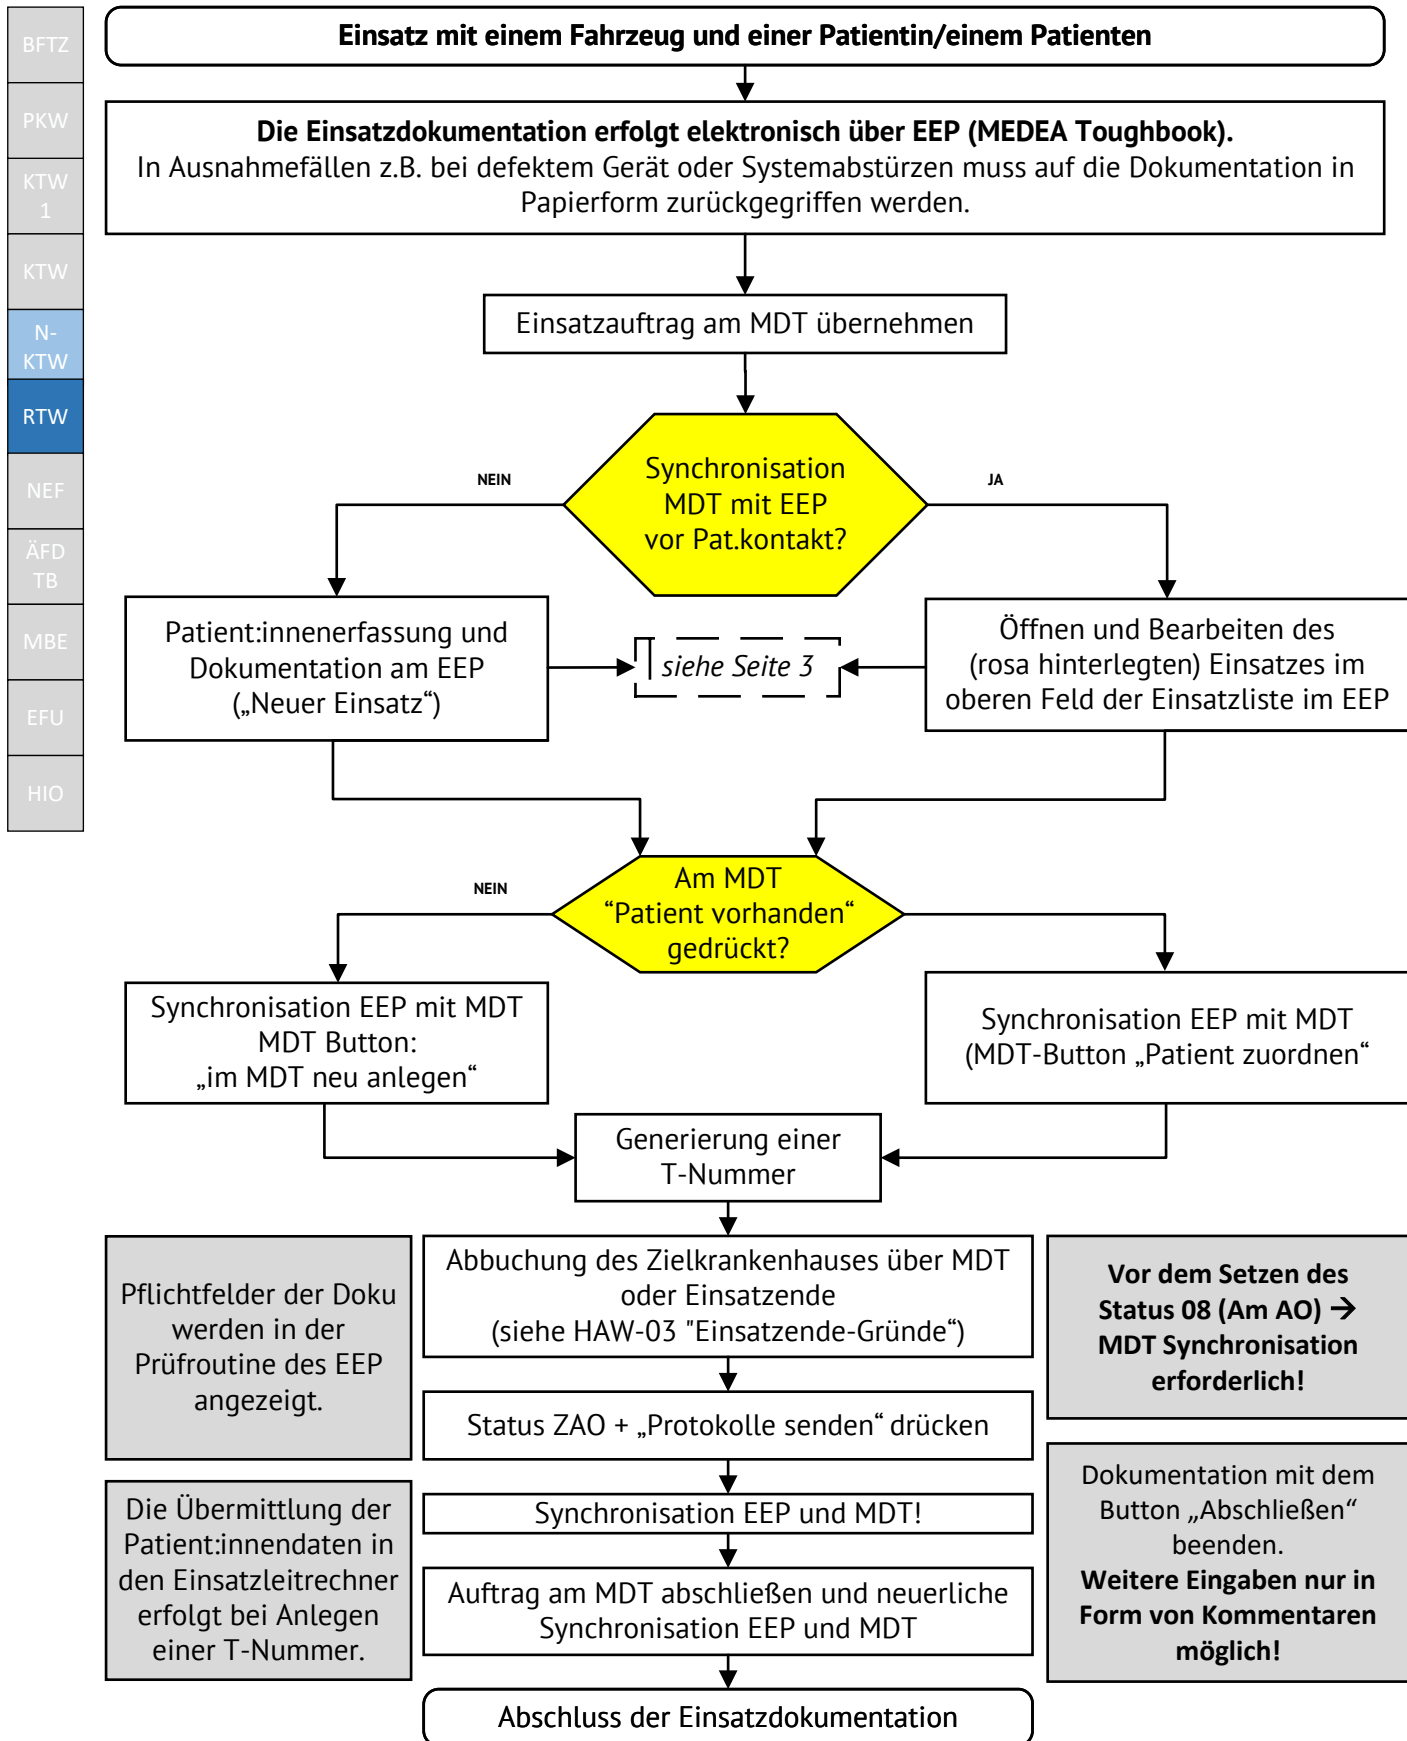 BFTZ
PKW
KTW
1
KTW
N-
KTW
RTW
NEF
ÄFD
TB
MBE
EFU
HIO
Einsatz mit einem Fahrzeug und einer Patientin/einem Patienten
Die Einsatzdokumentation erfolgt elektronisch über EEP (MEDEA Toughbook).
In Ausnahmefällen z.B. bei defektem Gerät oder Systemabstürzen muss auf die Dokumentation in
Papierform zurückgegriffen werden.
Einsatzauftrag am MDT übernehmen
Synchronisation
MDT mit EEP
vor Pat.kontakt?
NEIN
JA
Patient:innenerfassung und
Dokumentation am EEP
(„Neuer Einsatz“)
siehe Seite 3
Öffnen und Bearbeiten des
(rosa hinterlegten) Einsatzes im
oberen Feld der Einsatzliste im EEP
Am MDT
“Patient vorhanden“
gedrückt?
NEIN
Synchronisation EEP mit MDT
MDT Button:
„im MDT neu anlegen“
Synchronisation EEP mit MDT
(MDT-Button „Patient zuordnen“
Generierung einer
T-Nummer
Abbuchung des Zielkrankenhauses über MDT
oder Einsatzende
(siehe HAW-03 "Einsatzende-Gründe“)
Status ZAO + „Protokolle senden“ drücken
Synchronisation EEP und MDT!
Auftrag am MDT abschließen und neuerliche
Synchronisation EEP und MDT
Abschluss der Einsatzdokumentation
Pflichtfelder der Doku
werden in der
Prüfroutine des EEP
angezeigt.
Die Übermittlung der
Patient:innendaten in
den Einsatzleitrechner
erfolgt bei Anlegen
einer T-Nummer.
Vor dem Setzen des
Status 08 (Am AO) →
MDT Synchronisation
erforderlich!
Dokumentation mit dem
Button „Abschließen“
beenden.
Weitere Eingaben nur in
Form von Kommentaren
möglich!